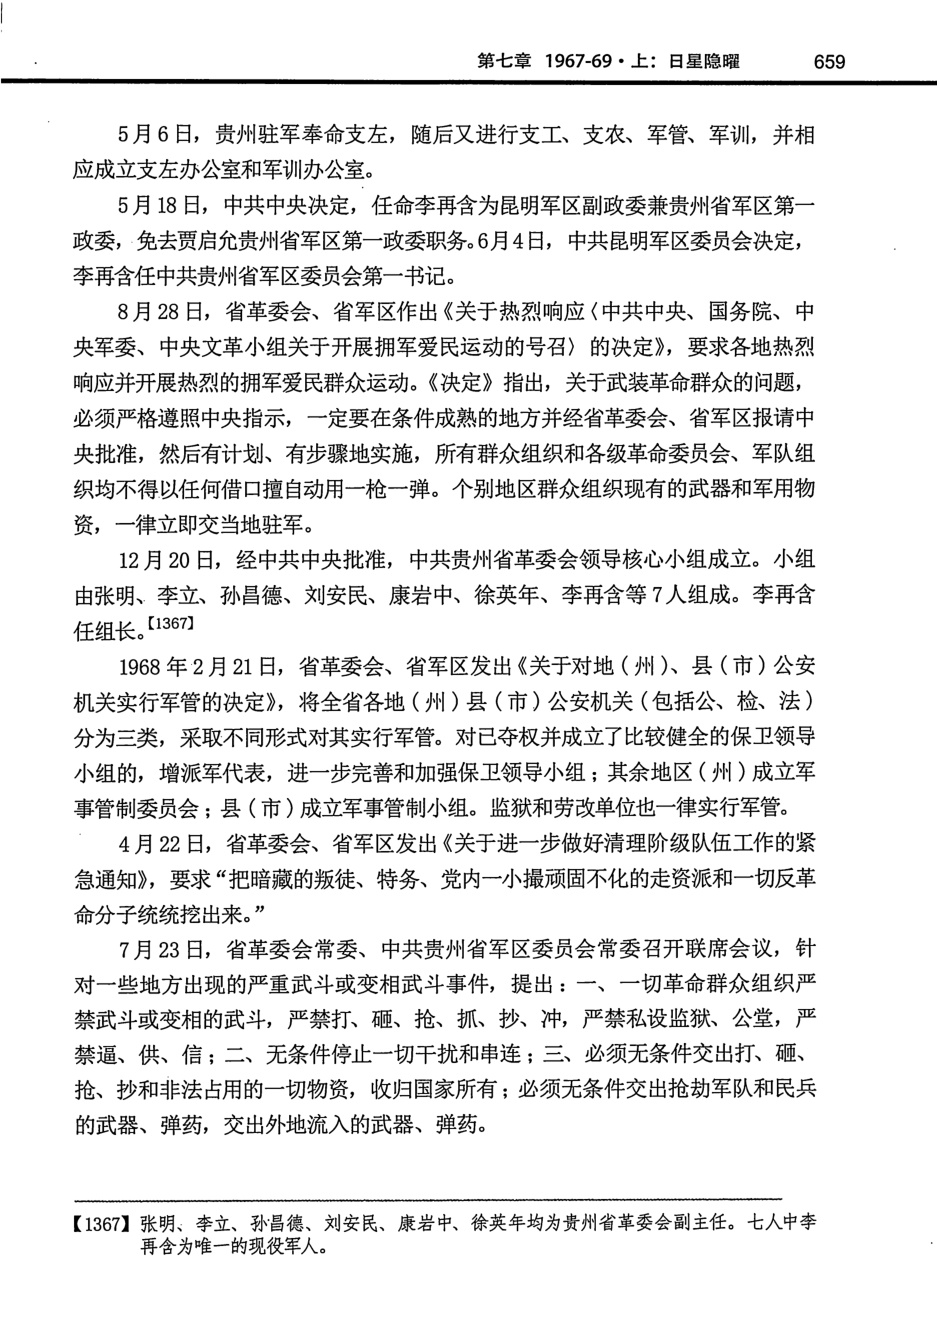 第七章 1967-69·上：日星隐曜 659
5月6日，贵州驻军奉命支左，随后又进行支工、支农、军管、军训，并相
应成立支左办公室和军训办公室。
5月18日，中共中央决定，任命李再含为昆明军区副政委兼贵州省军区第一
政委，免去贾启允贵州省军区第一政委职务。6月4日，中共昆明军区委员会决定，
李再含任中共贵州省军区委员会第一书记。
8月28日，省革委会、省军区作出《关于热烈响应〈中共中央、国务院、中
央军委、中央文革小组关于开展拥军爱民运动的号召〉的决定》，要求各地热烈
响应并开展热烈的拥军爱民群众运动。《决定》指出，关于武装革命群众的问题，
必须严格遵照中央指示，一定要在条件成熟的地方并经省革委会、省军区报请中
央批准，然后有计划、有步骤地实施，所有群众组织和各级革命委员会、军队组
织均不得以任何借口擅自动用一枪一弹。个别地区群众组织现有的武器和军用物
资，一律立即交当地驻军。
12月20日，经中共中央批准，中共贵州省革委会领导核心小组成立。小组
由张明、李立、孙昌德、刘安民、康岩中、徐英年、李再含等7人组成。李再含
任组长。【1367】
1968年2月21日，省革委会、省军区发出《关于对地（州）、县（市）公安
机关实行军管的决定》，将全省各地（州）县（市）公安机关（包括公、检、法）
分为三类，采取不同形式对其实行军管。对已夺权并成立了比较健全的保卫领导
小组的，增派军代表，进一步完善和加强保卫领导小组；其余地区（州）成立军
事管制委员会；县（市）成立军事管制小组。监狱和劳改单位也一律实行军管。
4月22日，省革委会、省军区发出《关于进一步做好清理阶级队伍工作的紧
急通知》，要求“把暗藏的叛徒、特务、党内一小撮顽固不化的走资派和一切反革
命分子统统挖出来。”
7月23日，省革委会常委、中共贵州省军区委员会常委召开联席会议，针
对一些地方出现的严重武斗或变相武斗事件，提出：一、一切革命群众组织严
禁武斗或变相的武斗，严禁打、砸、抢、抓、抄、冲，严禁私设监狱、公堂，严
禁逼、供、信；二、无条件停止一切干扰和串连；三、必须无条件交出打、砸、
抢、抄和非法占用的一切物资，收归国家所有；必须无条件交出抢劫军队和民兵
的武器、弹药，交出外地流入的武器、弹药。
【1367】张明、李立、孙昌德、刘安民、康岩中、徐英年均为贵州省革委会副主任。七人中李
再含为唯一的现役军人。